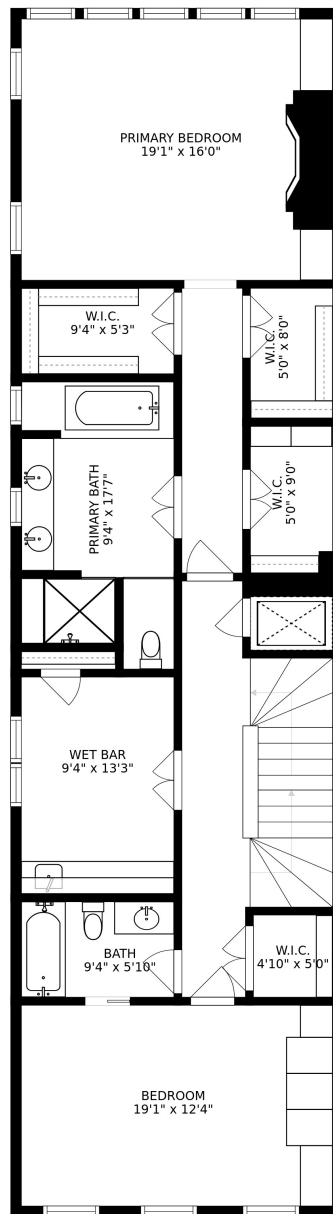 PRIMARY BEDROOM
19'1" x 16'0"
W.I.C.
9'4" x 5'3"
W.I.C.
5'0" x 8'0"
PRIMARY BATH
9'4" x 17'7"
W.I.C.
5'0" x 9'0"
WET BAR
9'4" x 13'3"
BATH
9'4" x 5'10"
W.I.C.
4'10" x 5'0"
BEDROOM
19'1" x 12'4"